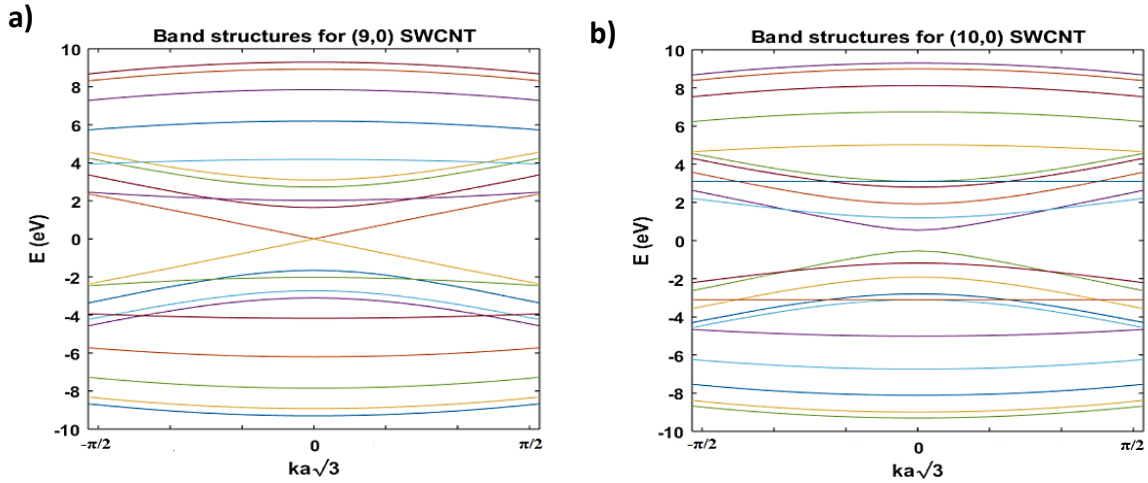 a)
Band structures for (9,0) SWCNT
10
8
6
4
2
0
-2
-4
-6
-8
-10
E (eV)
−π/2
0
π/2
ka√3
b)
Band structures for (10,0) SWCNT
10
8
6
4
2
0
-2
-4
-6
-8
-10
E (eV)
−π/2
0
π/2
ka√3